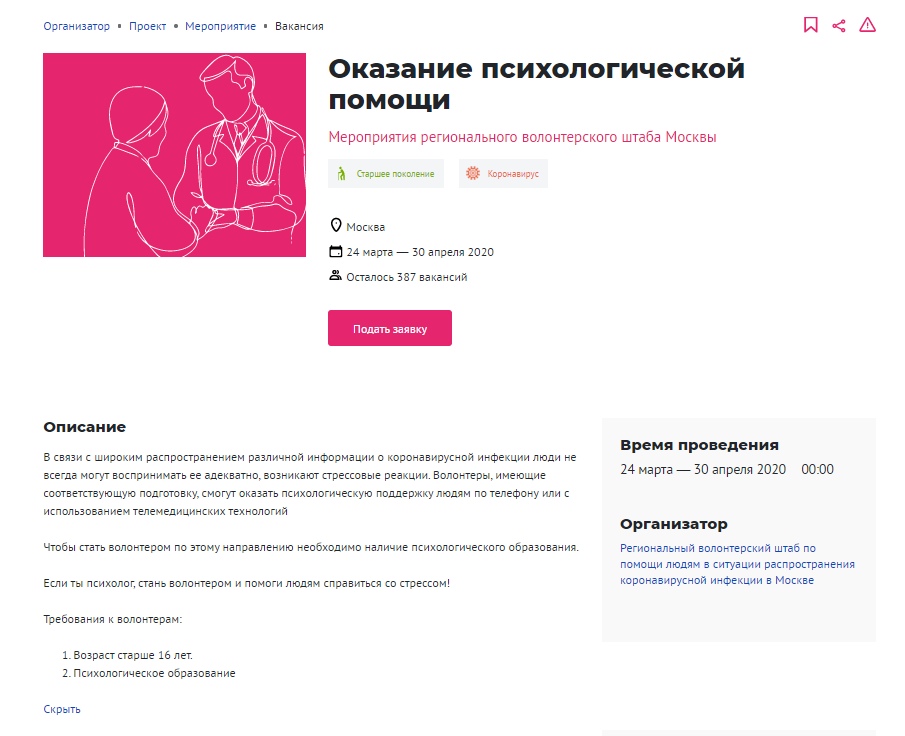 Организатор • Проект • Мероприятие • Вакансия
Оказание психологической
помощи
Мероприятия регионального волонтерского штаба Москвы
Старшее поколение
Коронавирус
Москва
24 марта — 30 апреля 2020
Осталось 387 вакансий
Подать заявку
Описание
В связи с широким распространением различной информации о коронавирусной инфекции люди не
всегда могут воспринимать ее адекватно, возникают стрессовые реакции. Волонтеры, имеющие
соответствующую подготовку, смогут оказать психологическую поддержку людям по телефону или с
использованием телемедицинских технологий
Чтобы стать волонтером по этому направлению необходимо наличие психологического образования.
Если ты психолог, стань волонтером и помоги людям справиться со стрессом!
Требования к волонтерам:
1. Возраст старше 16 лет.
2. Психологическое образование
Скрыть
Время проведения
24 марта — 30 апреля 2020 00:00
Организатор
Региональный волонтерский штаб по
помощи людям в ситуации распространения
коронавирусной инфекции в Москве